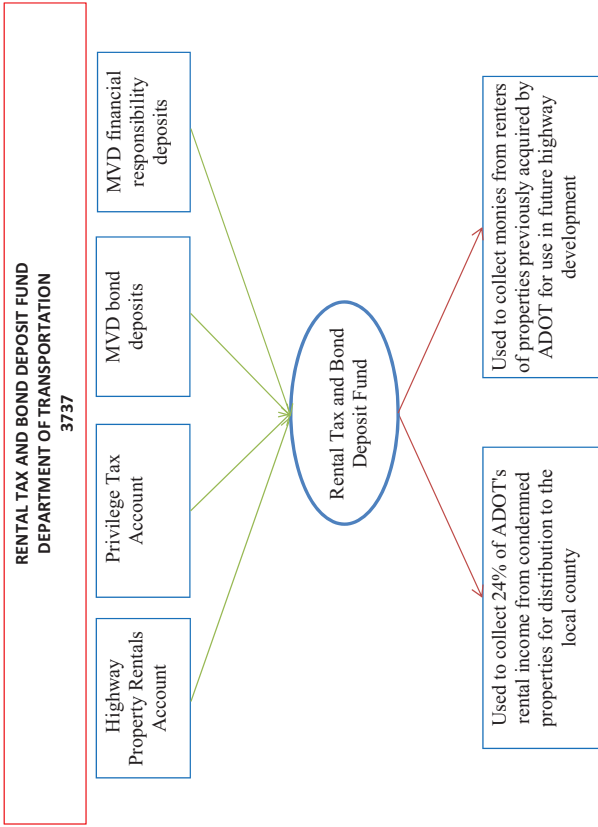 RENTAL TAX AND BOND DEPOSIT FUND
DEPARTMENT OF TRANSPORTATION
3737
Highway
Property Rentals
Account
Privilege Tax
Account
MVD bond
deposits
MVD financial
responsibility
deposits
Rental Tax and Bond
Deposit Fund
Used to collect 24% of ADOT's
rental income from condemned
properties for distribution to the
local county
Used to collect monies from renters
of properties previously acquired by
ADOT for use in future highway
development